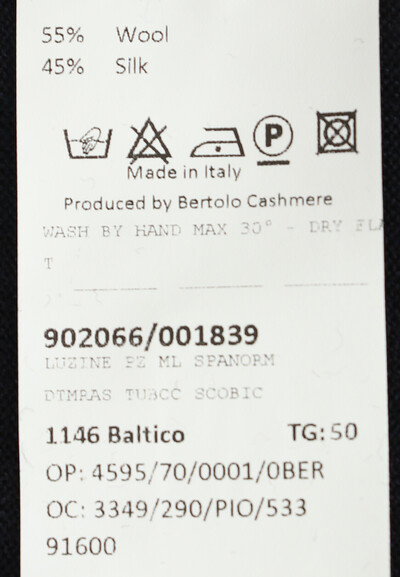 55% Wool
45% Silk
P
Made in Italy
Produced by Bertolo Cashmere
WASH BY HAND MAX 30° - DRY FLA
T
902066/001839
LUZINE PZ ML SPANORM
SCOBIC
1146 Baltico TG: 50
OP: 4595/70/0001/0BER
OC: 3349/290/PIO/533
91600